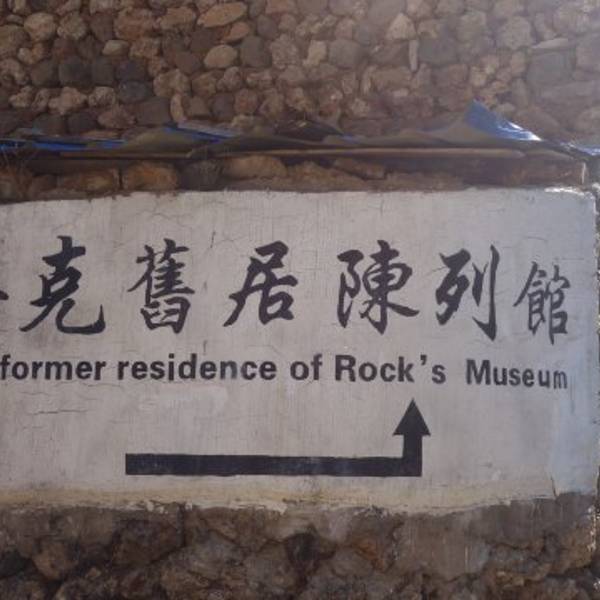 克舊居陳列館
former residence of Rock's Museum